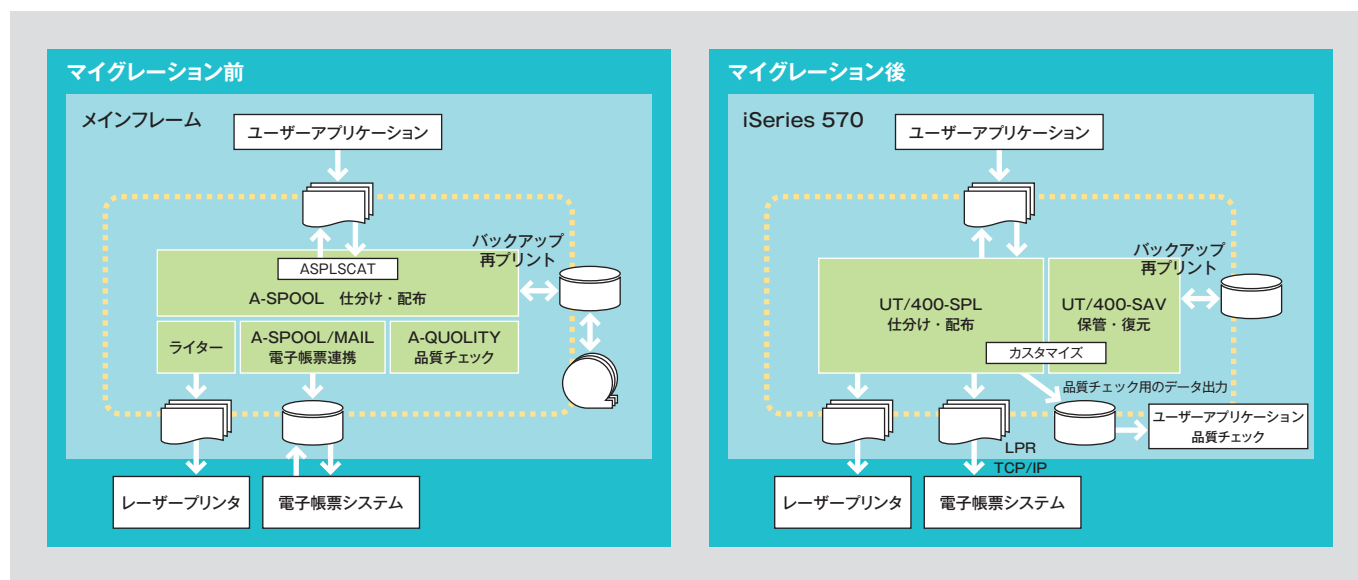 マイグレーション前
メインフレーム
ユーザーアプリケーション
バックアップ
再プリント
ASPLSCAT
A-SPOOL 仕分け・配布
ライター
A-SPOOL/MAIL
電子帳票連携
A-QUOLITY
品質チェック
レーザープリンタ
電子帳票システム
マイグレーション後
iSeries 570
ユーザーアプリケーション
バックアップ
再プリント
UT/400-SPL
仕分け・配布
UT/400-SAV
保管・復元
カスタマイズ
品質チェック用のデータ出力
ユーザーアプリケーション
品質チェック
LPR
TCP/IP
レーザープリンタ
電子帳票システム